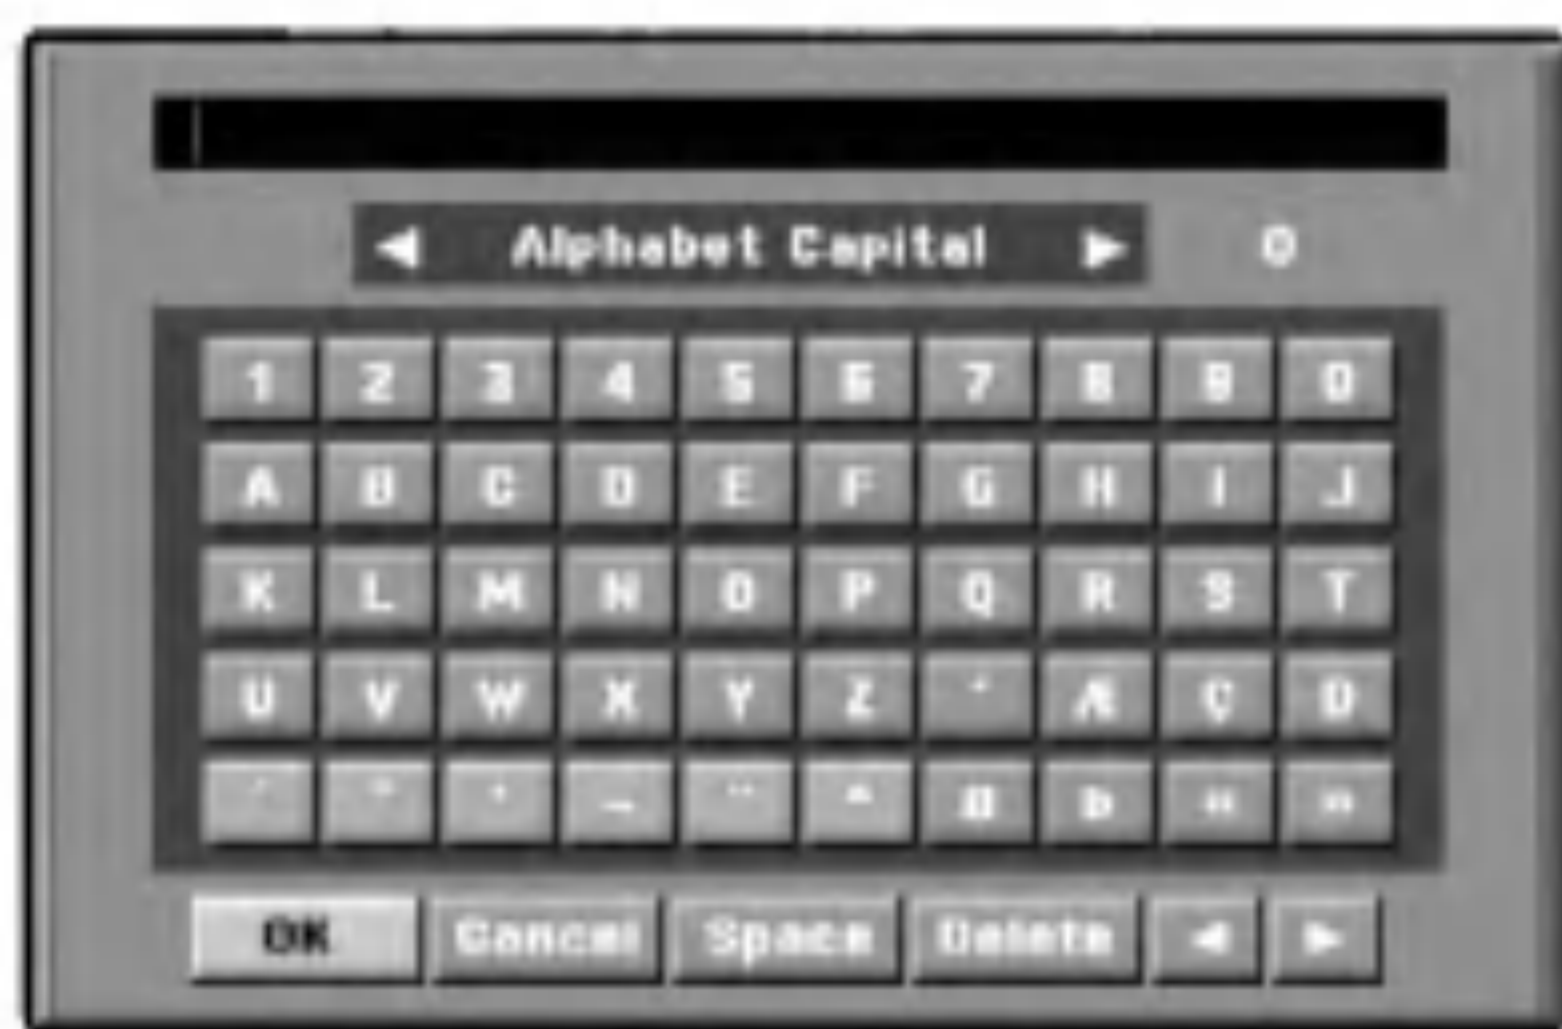 ◀ Alphabet Capital ▶ 0
1 2 3 4 5 6 7 8 9 0
A B C D E F G H I J
K L M N O P Q R S T
U V W X Y Z Æ Ç
OK Cancel Space Delete ◀ ▶